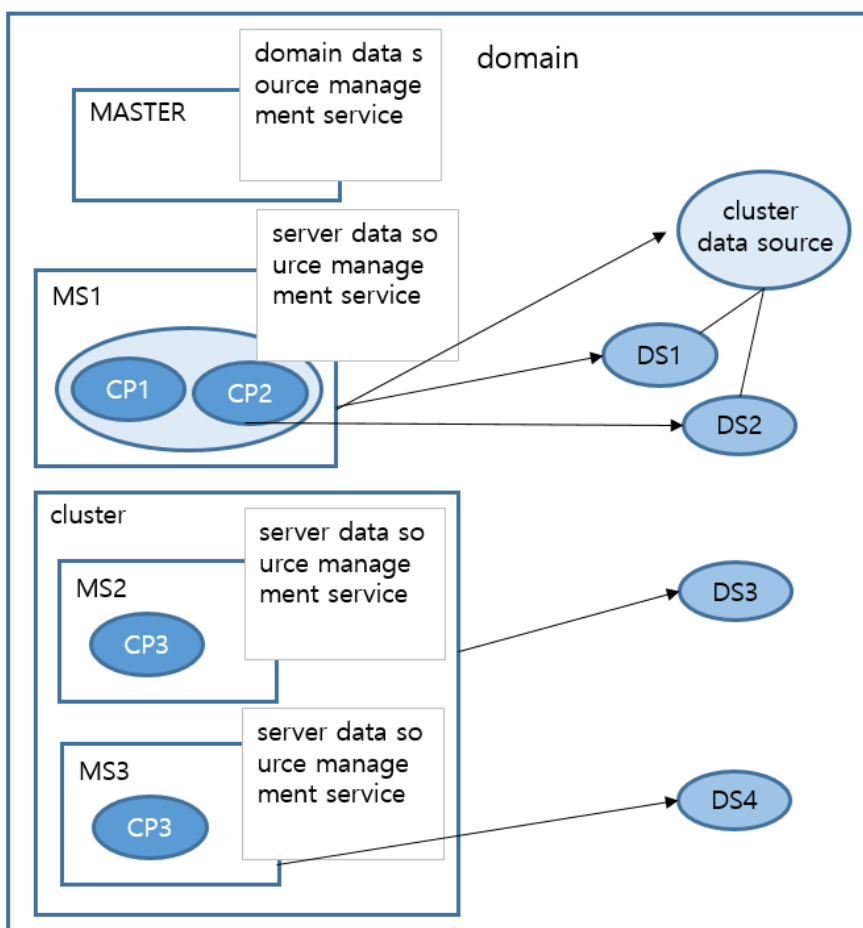 domain data s
ource manage
ment service
domain
MASTER
server data so
urce manage
ment service
cluster
data source
MS1
CP1
CP2
DS1
DS2
cluster
server data so
urce manage
ment service
MS2
CP3
DS3
server data so
urce manage
ment service
MS3
CP3
DS4